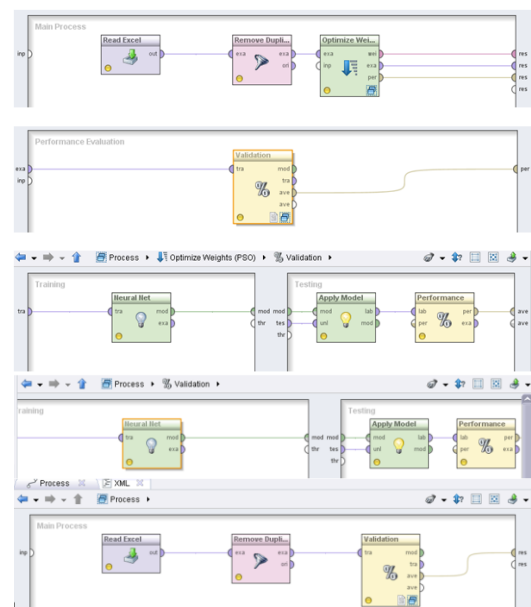 Main Process
Read Excel
Remove Dupli...
Optimize Wei...
inp
out
exa
exa
ori
exa
inp
wei
exa
per
res
res
res
Performance Evaluation
exa
inp
Validation
tra
mod
tra
ave
ave
per
Process Optimize Weights (PSO) Validation
Training
Testing
Neural Net
Apply Model
Performance
tra
tra
mod
exa
mod
thr
mod
tes
thr
mod
unl
lab
mod
lab
per
per
exa
ave
ave
Process Validation
raining
Testing
Neural Net
Apply Model
Performance
tra
mod
exa
mod
thr
mod
tes
thr
mod
unl
lab
mod
lab
per
per
exa
Process XML
Process
Main Process
Read Excel
Remove Dupli...
Validation
inp
out
exa
exa
ori
tra
mod
tra
ave
ave
res
res